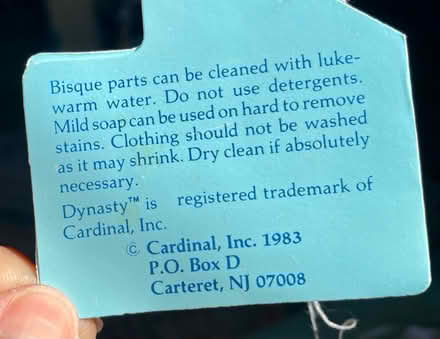 Bisque parts can be cleaned with luke-
warm water. Do not use detergents.
Mild soap can be used on hard to remove
stains. Clothing should not be washed
as it may shrink. Dry clean if absolutely
necessary.
Dynasty™ is registered trademark of
Cardinal, Inc.
© Cardinal, Inc. 1983
P.O. Box D
Carteret, NJ 07008